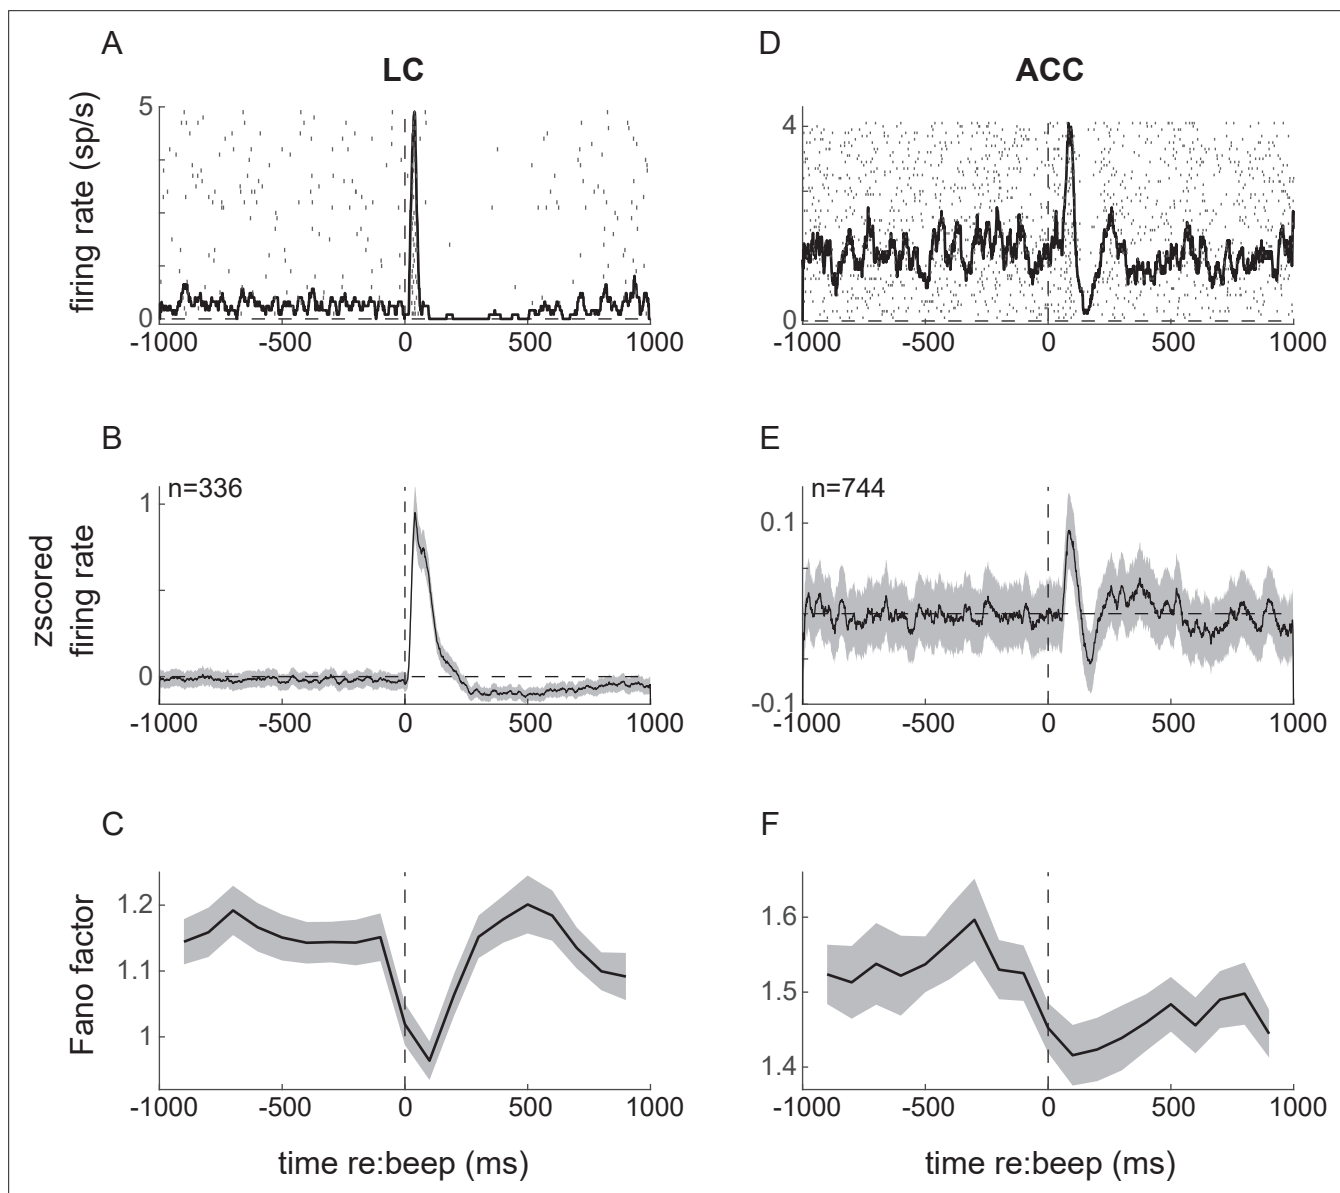 A
LC
firing rate (sp/s)
5
0
-1000 -500 0 500 1000
D
ACC
4
0
-1000 -500 0 500 1000
B
n=336
zscored
firing rate
1
0
-1000 -500 0 500 1000
E
n=744
0.1
-0.1
-1000 -500 0 500 1000
C
Fano factor
1.2
1.1
1
-1000 -500 0 500 1000
time re:beep (ms)
F
1.6
1.5
1.4
-1000 -500 0 500 1000
time re:beep (ms)